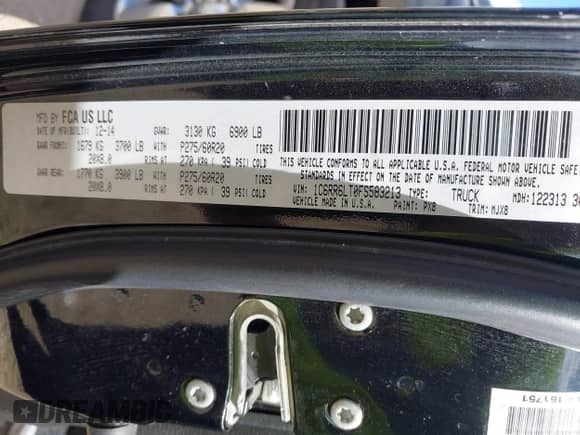 MFD BY FCA US LLC
DATE OF MFR(BUILT): 12-14 GVWR: 3130 KG 6900 LB
GAWR FRONT: 1679 KG 3700 LB WITH P275/60R20 TIRES
20X8.0 RIMS AT 270 KPA ( 39 PSI) COLD
GAWR REAR: 1770 KG 3900 LB WITH P275/60R20 TIRES
20X8.0 RIMS AT 270 KPA ( 39 PSI) COLD
THIS VEHICLE CONFORMS TO ALL APPLICABLE U.S.A. FEDERAL MOTOR VEHICLE SAFE
STANDARDS IN EFFECT ON THE DATE OF MANUFACTURE SHOWN ABOVE.
VIN: 1C6RR6LT0FS583213 TYPE: TRUCK MDH:122313 30
VEHICLE MADE IN U.S.A. PAINT: PX8 TRIM: MJX8
161751
DREAMBIC